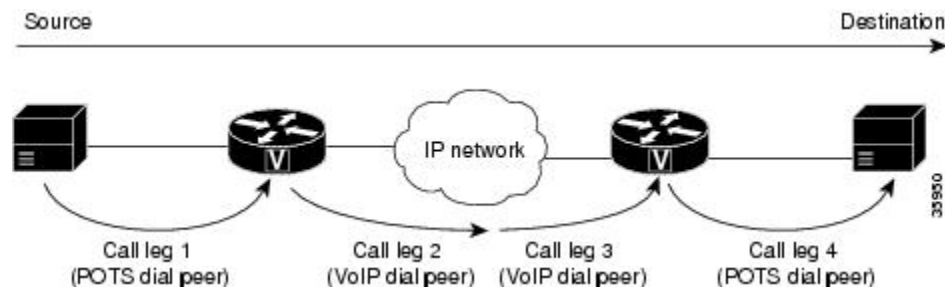 Source
Destination
IP network
V
V
35950
Call leg 1
(POTS dial peer)
Call leg 2
(VoIP dial peer)
Call leg 3
(VoIP dial peer)
Call leg 4
(POTS dial peer)